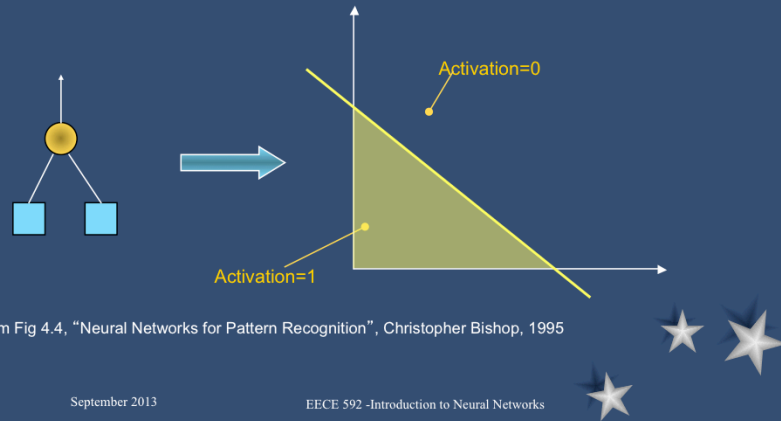 Activation=0
Activation=1
m Fig 4.4, “Neural Networks for Pattern Recognition”, Christopher Bishop, 1995
September 2013
EECE 592 -Introduction to Neural Networks